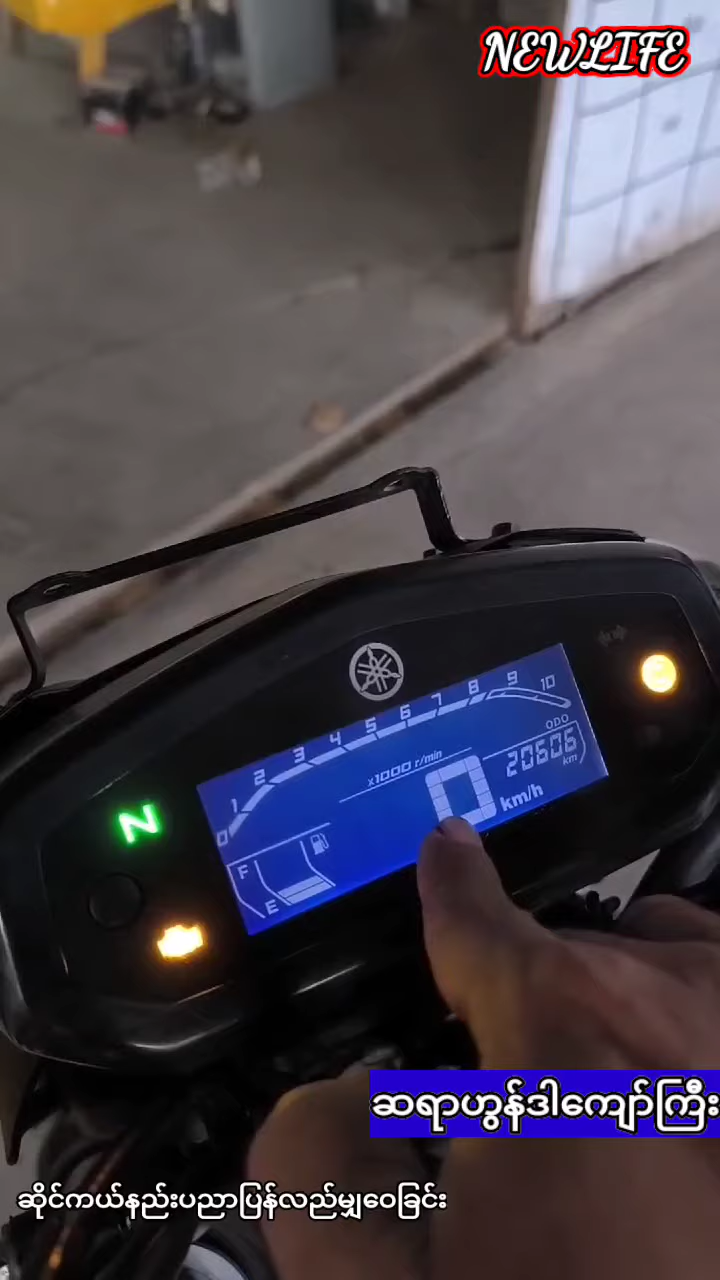 NEWLIFE
0 1 2 3 4 5 6 7 8 9 10
x1000 r/min
ODO
20606
km
0 km/h
N
F
E
ဆရာဟွန်ဒါကျော်ကြီး
ဆိုင်ကယ်နည်းပညာပြန်လည်မျှဝေခြင်း